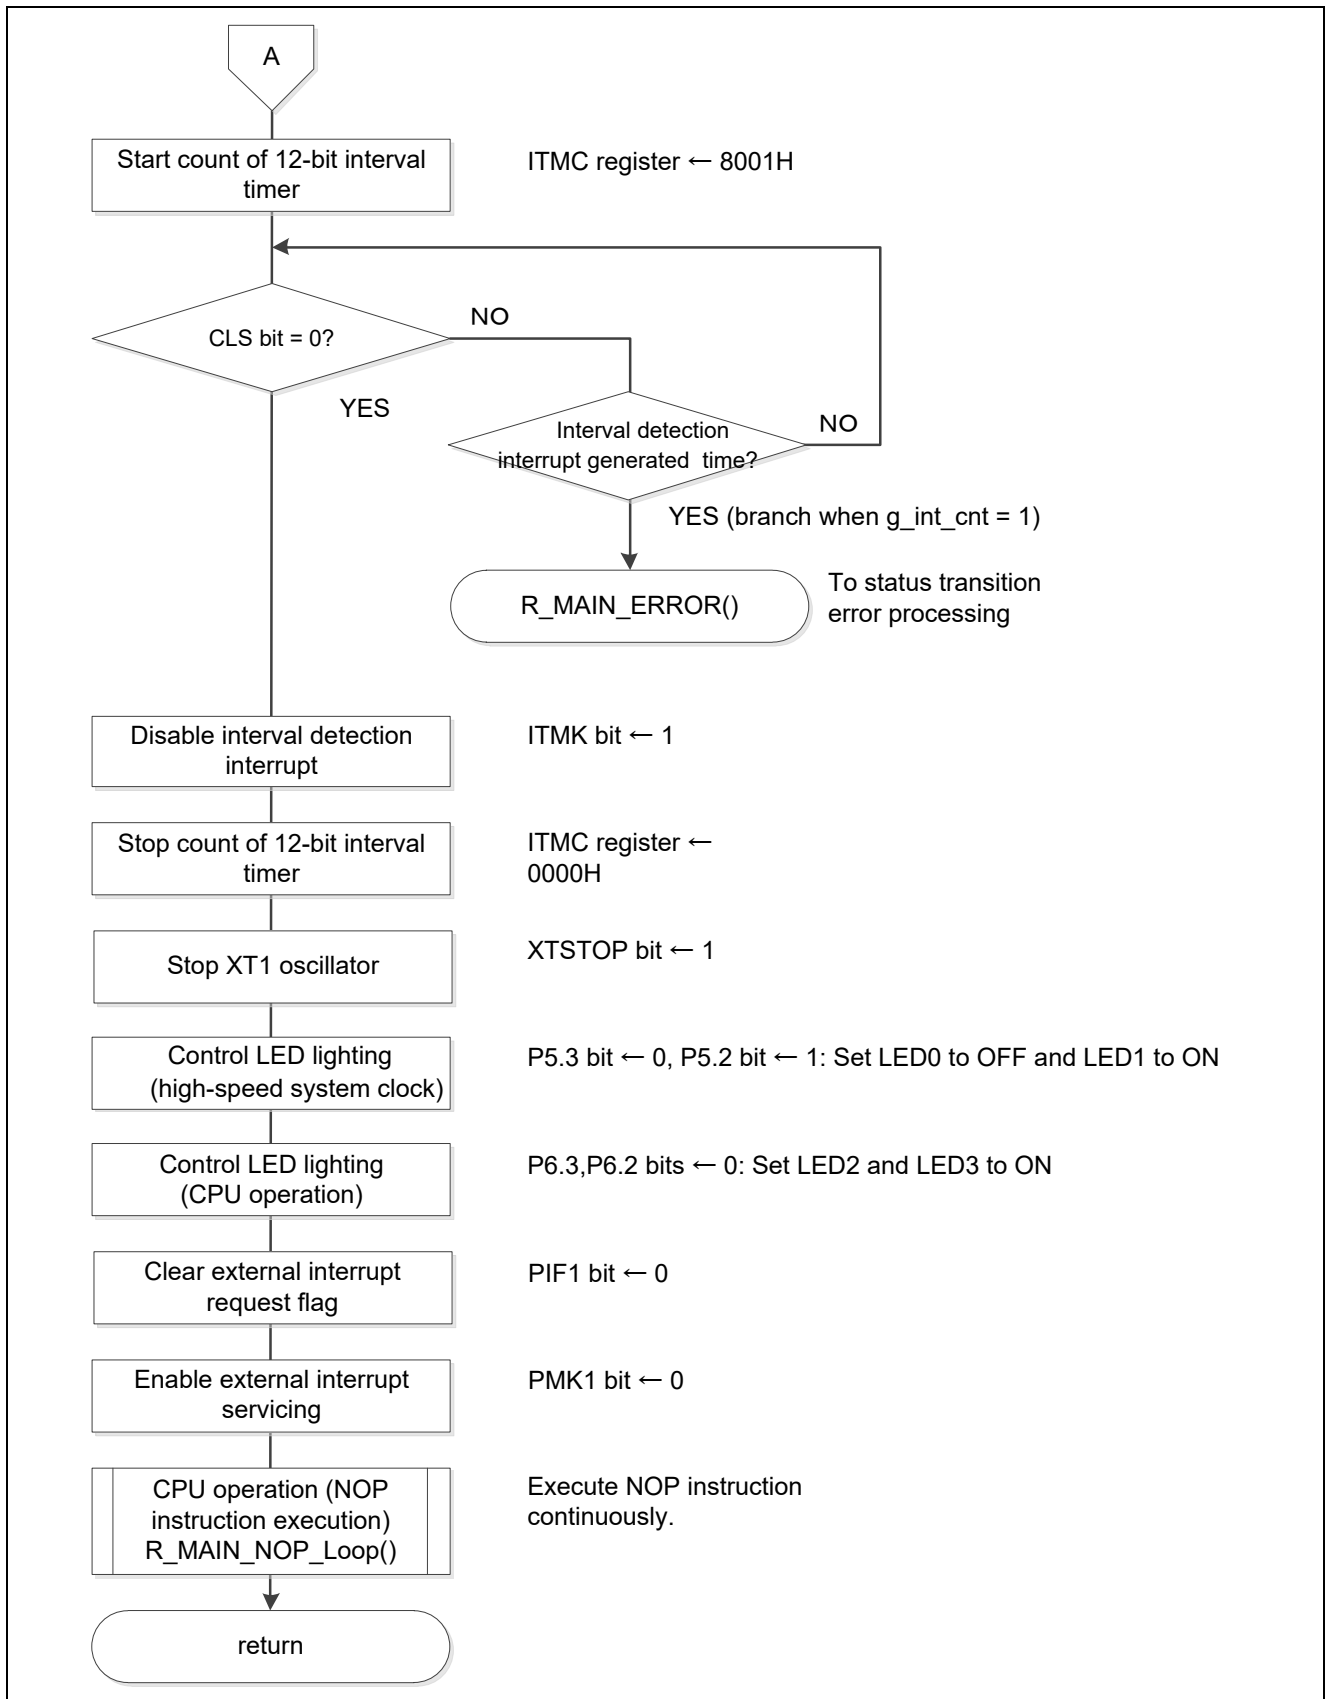 A
Start count of 12-bit interval
timer
ITMC register ← 8001H
CLS bit = 0?
NO
YES
Interval detection
interrupt generated  time?
NO
YES (branch when g_int_cnt = 1)
R_MAIN_ERROR()
To status transition
error processing
Disable interval detection
interrupt
ITMK bit ← 1
Stop count of 12-bit interval
timer
ITMC register ←
0000H
Stop XT1 oscillator
XTSTOP bit ← 1
Control LED lighting
(high-speed system clock)
P5.3 bit ← 0, P5.2 bit ← 1: Set LED0 to OFF and LED1 to ON
Control LED lighting
(CPU operation)
P6.3,P6.2 bits ← 0: Set LED2 and LED3 to ON
Clear external interrupt
request flag
PIF1 bit ← 0
Enable external interrupt
servicing
PMK1 bit ← 0
CPU operation (NOP
instruction execution)
R_MAIN_NOP_Loop()
Execute NOP instruction
continuously.
return